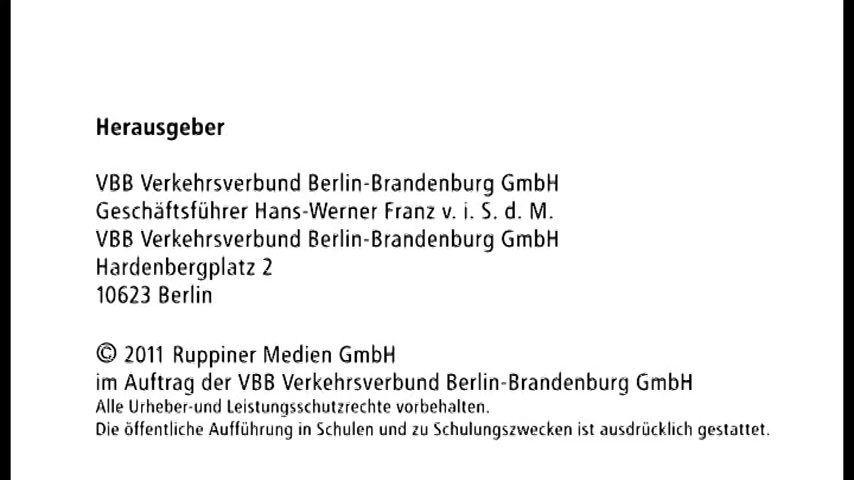 Herausgeber
VBB Verkehrsverbund Berlin-Brandenburg GmbH
Geschäftsführer Hans-Werner Franz v. i. S. d. M.
VBB Verkehrsverbund Berlin-Brandenburg GmbH
Hardenbergplatz 2
10623 Berlin
© 2011 Ruppiner Medien GmbH
im Auftrag der VBB Verkehrsverbund Berlin-Brandenburg GmbH
Alle Urheber-und Leistungsschutzrechte vorbehalten.
Die öffentliche Aufführung in Schulen und zu Schulungszwecken ist ausdrücklich gestattet.